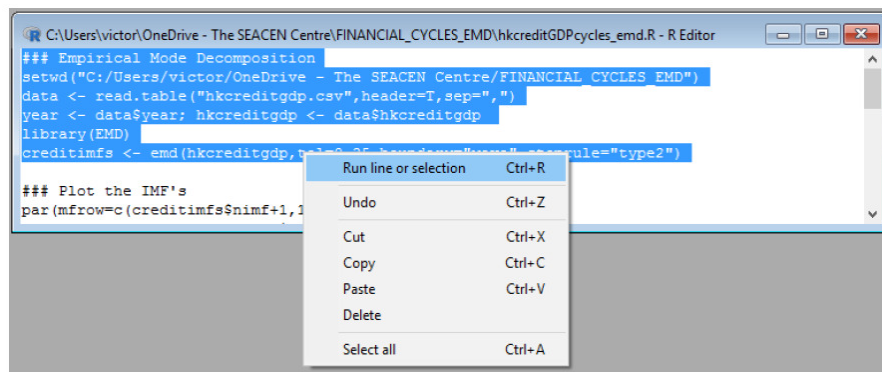 C:\Users\victor\OneDrive - The SEACEN Centre\FINANCIAL_CYCLES_EMD\hkcreditGDPcycles_emd.R - R Editor
### Empirical Mode Decomposition
setwd("C:/Users/victor/OneDrive - The SEACEN Centre/FINANCIAL_CYCLES_EMD")
data <- read.table("hkcreditgdp.csv",header=T,sep=",")
year <- data$year; hkcreditgdp <- data$hkcreditgdp
library(EMD)
creditimfs <- emd(hkcreditgdp, rule="type2")
### Plot the IMF's
par(mfrow=c(creditimfs$nimf+1,1
Run line or selection Ctrl+R
Undo Ctrl+Z
Cut Ctrl+X
Copy Ctrl+C
Paste Ctrl+V
Delete
Select all Ctrl+A